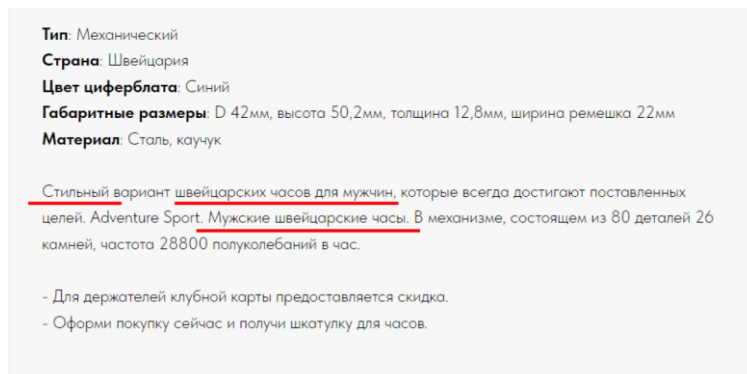 Тип: Механический
Страна: Швейцария
Цвет циферблата: Синий
Габаритные размеры: D 42мм, высота 50,2мм, толщина 12,8мм, ширина ремешка 22мм
Материал: Сталь, каучук
Стильный вариант швейцарских часов для мужчин, которые всегда достигают поставленных
целей. Adventure Sport. Мужские швейцарские часы. В механизме, состоящем из 80 деталей 26
камней, частота 28800 полуколебаний в час.
- Для держателей клубной карты предоставляется скидка.
- Оформи покупку сейчас и получи шкатулку для часов.